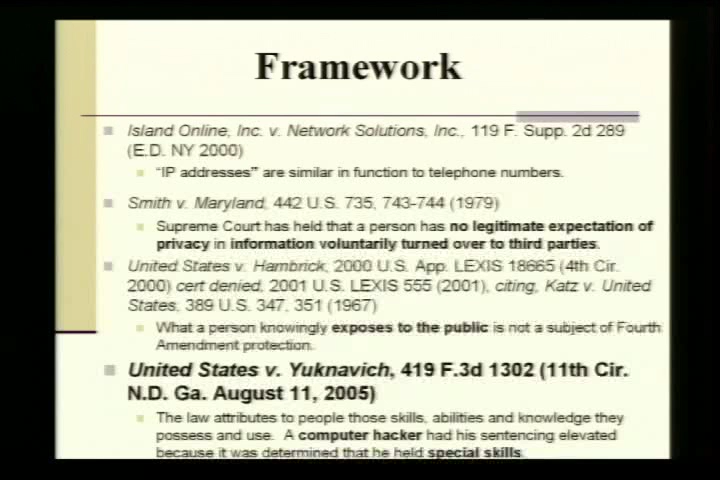 Framework
Island Online, Inc. v. Network Solutions, Inc., 119 F. Supp. 2d 289
(E.D. NY 2000)
"IP addresses" are similar in function to telephone numbers.
Smith v. Maryland, 442 U.S. 735, 743-744 (1979)
Supreme Court has held that a person has no legitimate expectation of
privacy in information voluntarily turned over to third parties.
United States v. Hambrick, 2000 U.S. App. LEXIS 18665 (4th Cir.
2000) cert denied, 2001 U.S. LEXIS 555 (2001), citing, Katz v. United
States, 389 U.S. 347, 351 (1967)
What a person knowingly exposes to the public is not a subject of Fourth
Amendment protection.
United States v. Yuknavich, 419 F.3d 1302 (11th Cir.
N.D. Ga. August 11, 2005)
The law attributes to people those skills, abilities and knowledge they
possess and use. A computer hacker had his sentencing elevated
because it was determined that he held special skills.